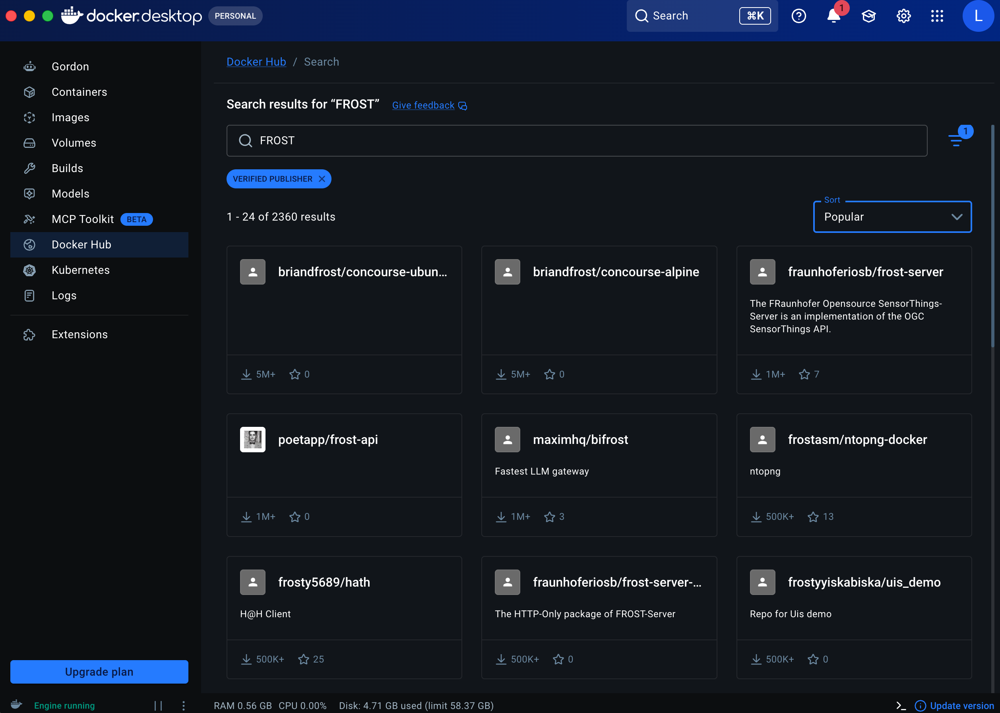 docker desktop PERSONAL
Search ⌘K
1
L
Gordon
Containers
Images
Volumes
Builds
Models
MCP Toolkit BETA
Docker Hub
Kubernetes
Logs
Extensions
Upgrade plan
Docker Hub / Search
Search results for “FROST” Give feedback
FROST
1
VERIFIED PUBLISHER
1 - 24 of 2360 results
Sort
Popular
briandfrost/concourse-ubun...
5M+ 0
briandfrost/concourse-alpine
5M+ 0
fraunhoferiosb/frost-server
The FRaunhofer Opensource SensorThings-
Server is an implementation of the OGC
SensorThings API.
1M+ 7
poetapp/frost-api
1M+ 0
maximhq/bifrost
Fastest LLM gateway
1M+ 3
frostasm/ntopng-docker
ntopng
500K+ 13
frosty5689/hath
H@H Client
500K+ 25
fraunhoferiosb/frost-server-...
The HTTP-Only package of FROST-Server
500K+ 0
frostyyiskabiska/uis_demo
Repo for Uis demo
500K+ 0
Engine running
RAM 0.56 GB CPU 0.00% Disk: 4.71 GB used (limit 58.37 GB)
Update version